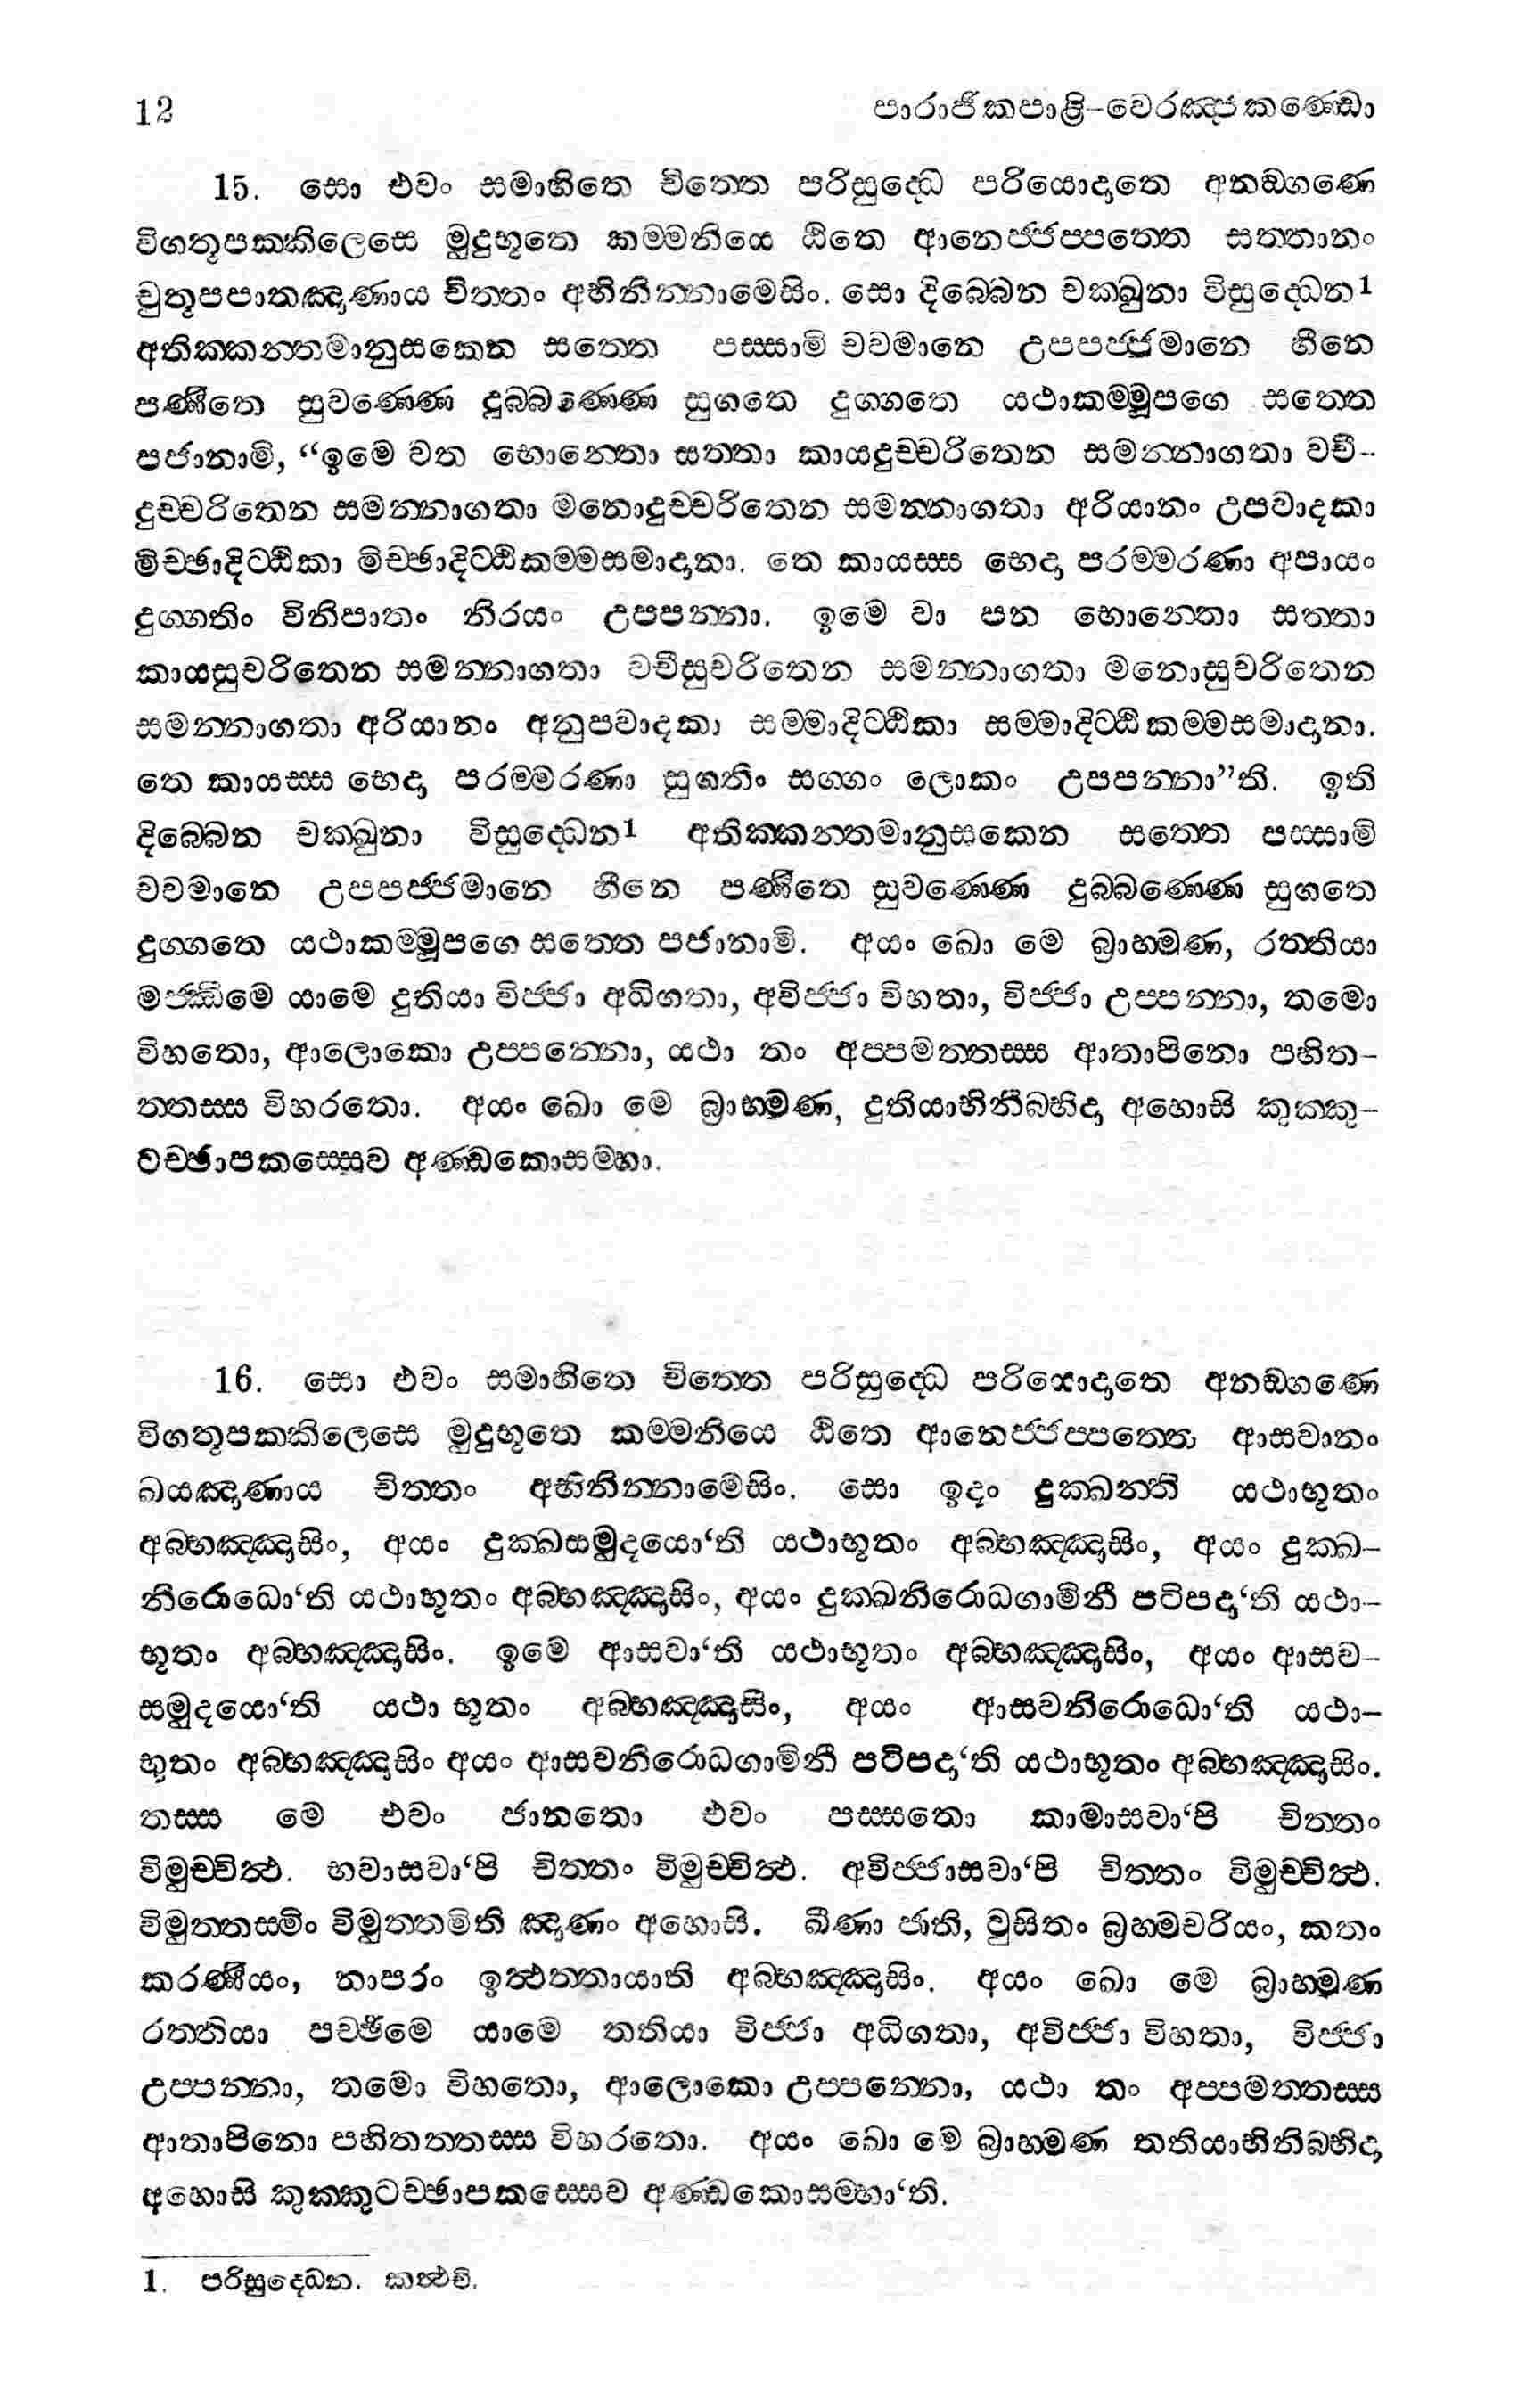 12 පාරාජිකපාළි-වෙරඤ්ජකණ්ඩො
15. සො එවං සමාහිතෙ චිත්තෙ පරිසුද්ධෙ පරියොදාතෙ අනඞ්ගණෙ
විගතූපක්කිලෙසෙ මුදුභූතෙ කම්මනියෙ ඨිතෙ ආනෙඤ්ජප්පත්තෙ සත්තානං
චුතූපපාතඤාණාය චිත්තං අභිනින්නාමෙසිං. සො දිබ්බෙන චක්ඛුනා විසුද්ධෙන1
අතික්කන්තමානුසකෙන සත්තෙ පස්සාමි චවමානෙ උපපජ්ජමානෙ හීනෙ
පණීතෙ සුවණ්ණෙ දුබ්බණ්ණෙ සුගතෙ දුග්ගතෙ යථාකම්මූපගෙ සත්තෙ
පජානාමි, “ඉමෙ වත භොන්තො සත්තා කායදුච්චරිතෙන සමන්නාගතා වචී-
දුච්චරිතෙන සමන්නාගතා මනොදුච්චරිතෙන සමන්නාගතා අරියානං උපවාදකා
මිච්ඡාදිට්ඨිකා මිච්ඡාදිට්ඨිකම්මසමාදානා. තෙ කායස්ස භෙදා පරම්මරණා අපායං
දුග්ගතිං විනිපාතං නිරයං උපපන්නා. ඉමෙ වා පන භොන්තො සත්තා
කායසුචරිතෙන සමන්නාගතා වචීසුචරිතෙන සමන්නාගතා මනොසුචරිතෙන
සමන්නාගතා අරියානං අනුපවාදකා සම්මාදිට්ඨිකා සම්මාදිට්ඨිකම්මසමාදානා.
තෙ කායස්ස භෙදා පරම්මරණා සුගතිං සග්ගං ලොකං උපපන්නා”ති. ඉති
දිබ්බෙන චක්ඛුනා විසුද්ධෙන1 අතික්කන්තමානුසකෙන සත්තෙ පස්සාමි
චවමානෙ උපපජ්ජමානෙ හීනෙ පණීතෙ සුවණ්ණෙ දුබ්බණ්ණෙ සුගතෙ
දුග්ගතෙ යථාකම්මූපගෙ සත්තෙ පජානාමි. අයං ඛො මෙ බ්‍රාහ්මණ, රත්තියා
මජ්ඣිමෙ යාමෙ දුතියා විජ්ජා අධිගතා, අවිජ්ජා විහතා, විජ්ජා උප්පන්නා, තමො
විහතො, ආලොකො උප්පන්නො, යථා තං අප්පමත්තස්ස ආතාපිනො පහිත-
ත්තස්ස විහරතො. අයං ඛො මෙ බ්‍රාහ්මණ, දුතියාභිනිබ්භිදා අහොසි කුක්කු-
ටච්ඡාපකස්සෙව අණ්ඩකොසම්හා.
16. සො එවං සමාහිතෙ චිත්තෙ පරිසුද්ධෙ පරියොදාතෙ අනඞ්ගණෙ
විගතූපක්කිලෙසෙ මුදුභූතෙ කම්මනියෙ ඨිතෙ ආනෙඤ්ජප්පත්තෙ ආසවානං
ඛයඤාණාය චිත්තං අභිනින්නාමෙසිං. සො ඉදං දුක්ඛන්ති යථාභූතං
අබ්භඤ්ඤාසිං, අයං දුක්ඛසමුදයො‘ති යථාභූතං අබ්භඤ්ඤාසිං, අයං දුක්ඛ-
නිරොධො‘ති යථාභූතං අබ්භඤ්ඤාසිං, අයං දුක්ඛනිරොධගාමිනී පටිපදා‘ති යථා-
භූතං අබ්භඤ්ඤාසිං. ඉමෙ ආසවා‘ති යථාභූතං අබ්භඤ්ඤාසිං, අයං ආසව-
සමුදයො‘ති යථා භූතං අබ්භඤ්ඤාසිං, අයං ආසවනිරොධො‘ති යථා-
භූතං අබ්භඤ්ඤාසිං අයං ආසවනිරොධගාමිනී පටිපදා‘ති යථාභූතං අබ්භඤ්ඤාසිං.
තස්ස මෙ එවං ජානතො එවං පස්සතො කාමාසවා‘පි චිත්තං
විමුච්චිත්ථ. භවාසවා‘පි චිත්තං විමුච්චිත්ථ. අවිජ්ජාසවා‘පි චිත්තං විමුච්චිත්ථ.
විමුත්තස්මිං විමුත්තමිති ඤාණං අහොසි. ඛීණා ජාති, වුසිතං බ්‍රහ්මචරියං, කතං
කරණීයං, නාපරං ඉත්ථත්තායාති අබ්භඤ්ඤාසිං. අයං ඛො මෙ බ්‍රාහ්මණ
රත්තියා පච්ඡිමෙ යාමෙ තතියා විජ්ජා අධිගතා, අවිජ්ජා විහතා, විජ්ජා
උප්පන්නා, තමො විහතො, ආලොකො උප්පන්නො, යථා තං අප්පමත්තස්ස
ආතාපිනො පහිතත්තස්ස විහරතො. අයං ඛො මෙ බ්‍රාහ්මණ තතියාභිනිබ්භිදා
අහොසි කුක්කුටච්ඡාපකස්සෙව අණ්ඩකොසම්හා‘ති.
1. පරිසුද්ධෙන. කත්ථචි.